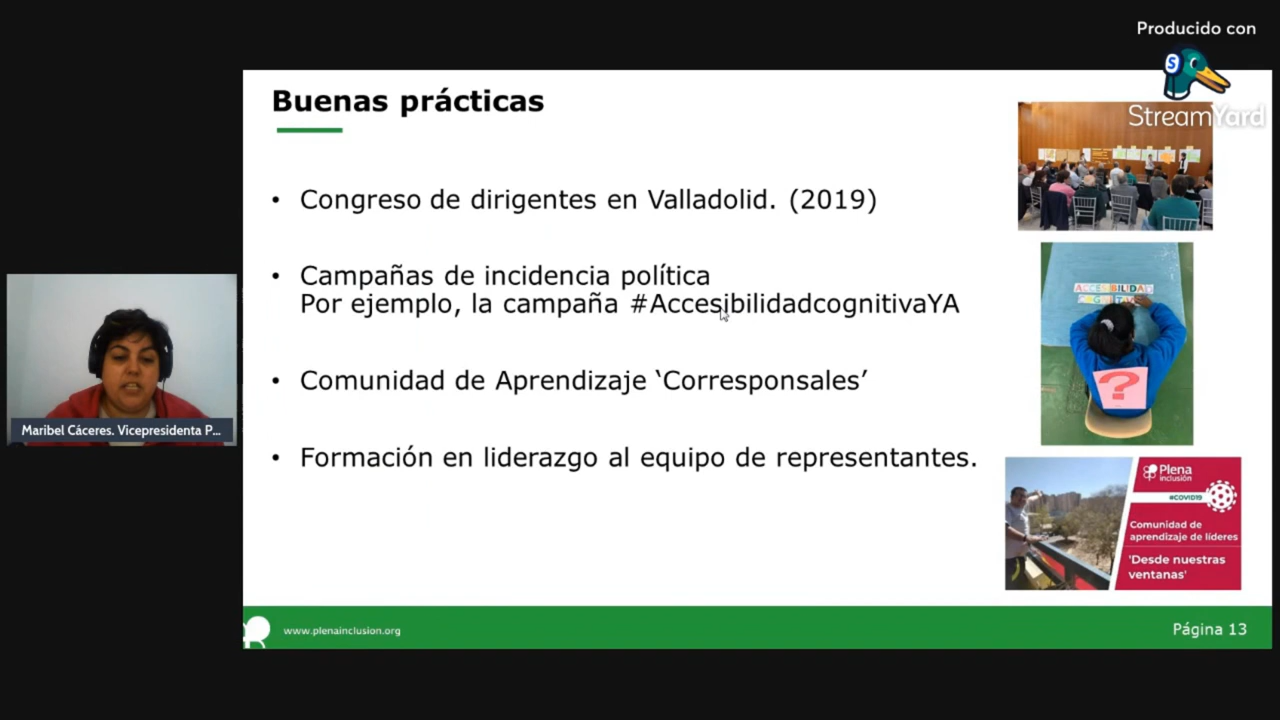 Producido con
StreamYard
Buenas prácticas
• Congreso de dirigentes en Valladolid. (2019)
• Campañas de incidencia política
Por ejemplo, la campaña #AccesibilidadcognitivaYA
• Comunidad de Aprendizaje ‘Corresponsales’
• Formación en liderazgo al equipo de representantes.
ACCESIBILIDAD
?
Plena
inclusión
#COVID19
Comunidad de
aprendizaje de líderes
'Desde nuestras
ventanas'
Maribel Cáceres. Vicepresidenta P...
www.plenainclusion.org
Página 13